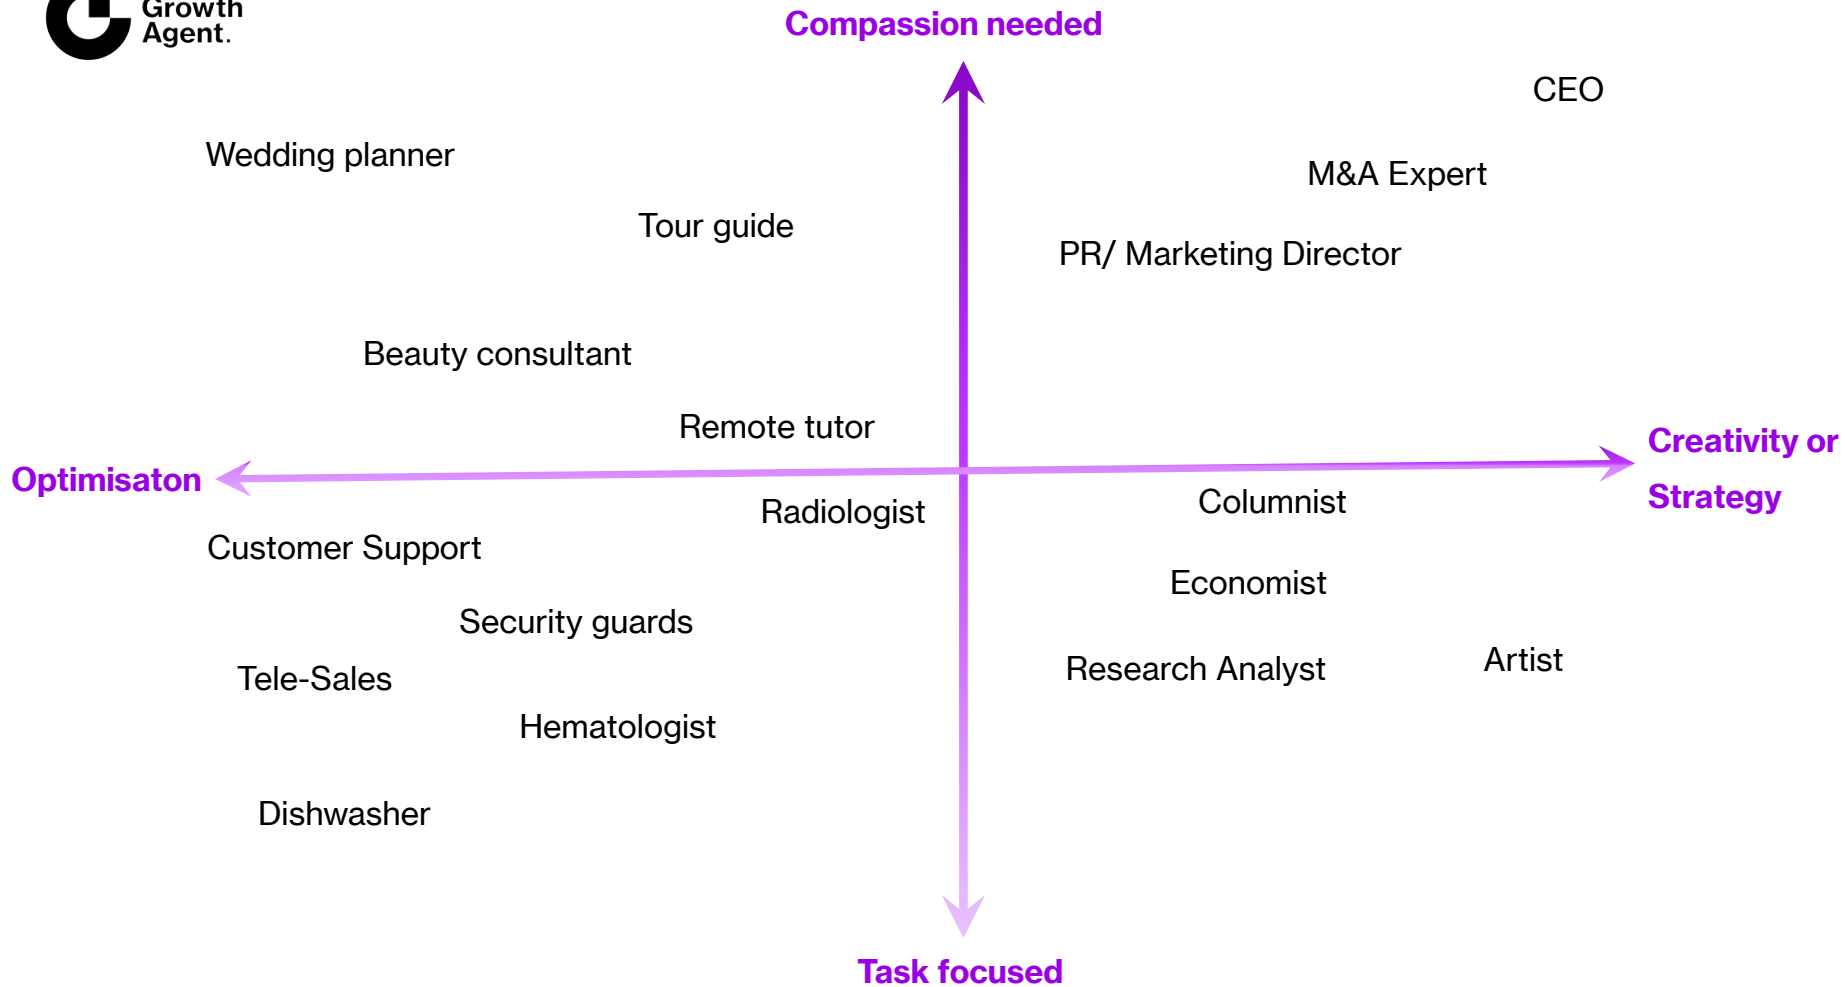 Growth
Agent.
Compassion needed
CEO
Wedding planner
M&A Expert
Tour guide
PR/ Marketing Director
Beauty consultant
Remote tutor
Creativity or
Strategy
Optimisaton
Radiologist
Columnist
Customer Support
Economist
Security guards
Artist
Research Analyst
Tele-Sales
Hematologist
Dishwasher
Task focused